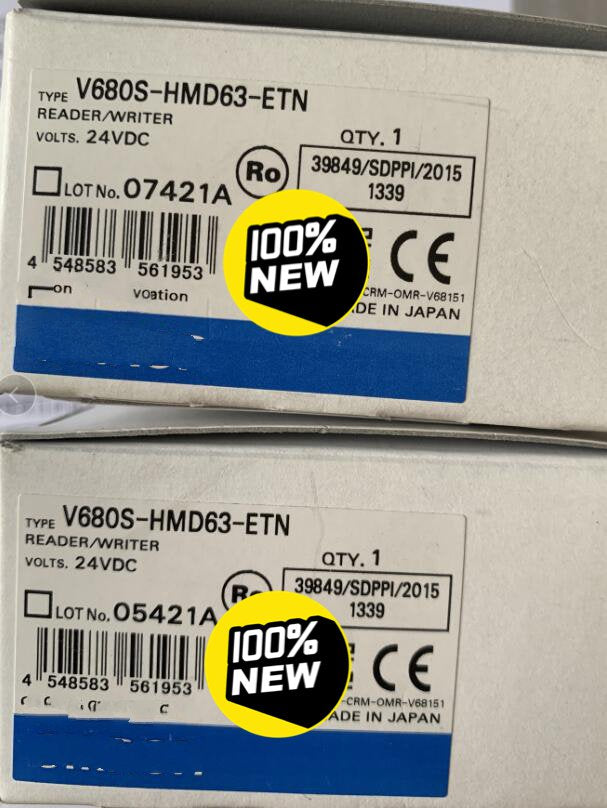 TYPE V680S-HMD63-ETN
READER/WRITER
VOLTS. 24VDC
QTY. 1
Ro
39849/SDPPI/2015
1339
LOT No. 07421A
100%
NEW
CE
4 548583 561953
CRM-OMR-V68151
DE IN JAPAN
TYPE V680S-HMD63-ETN
READER/WRITER
VOLTS. 24VDC
QTY. 1
39849/SDPPI/2015
1339
LOT No. 05421A
100%
NEW
CE
4 548583 561953
-CRM-OMR-V68151
ADE IN JAPAN